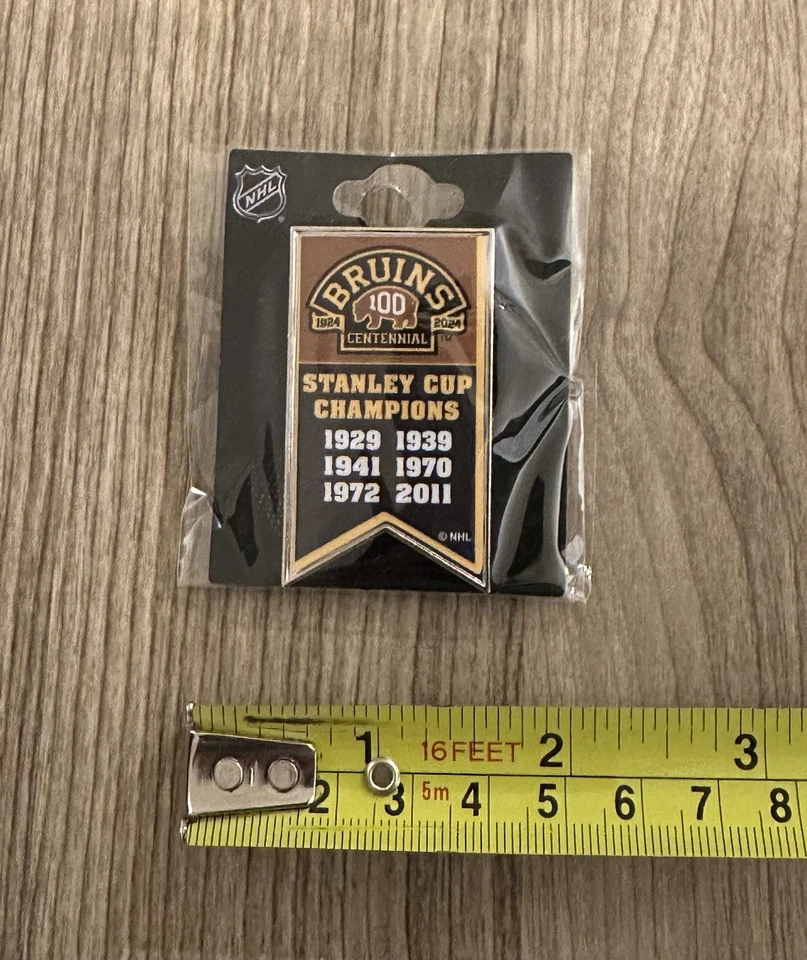 NHL
BRUINS
100
1924 2024
CENTENNIAL TM
STANLEY CUP
CHAMPIONS
1929 1939
1941 1970
1972 2011
© NHL
1 16FEET 2 3
2 3 5m 4 5 6 7 8